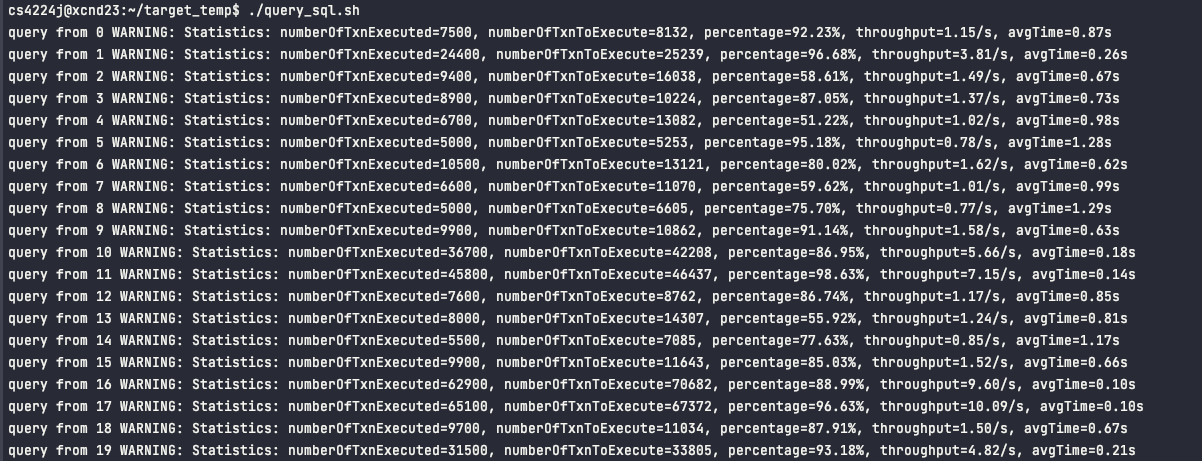 cs4224j@xcnd23:~/target_temp$ ./query_sql.sh
query from 0 WARNING: Statistics: numberOfTxnExecuted=7500, numberOfTxnToExecute=8132, percentage=92.23%, throughput=1.15/s, avgTime=0.87s
query from 1 WARNING: Statistics: numberOfTxnExecuted=24400, numberOfTxnToExecute=25239, percentage=96.68%, throughput=3.81/s, avgTime=0.26s
query from 2 WARNING: Statistics: numberOfTxnExecuted=9400, numberOfTxnToExecute=16038, percentage=58.61%, throughput=1.49/s, avgTime=0.67s
query from 3 WARNING: Statistics: numberOfTxnExecuted=8900, numberOfTxnToExecute=10224, percentage=87.05%, throughput=1.37/s, avgTime=0.73s
query from 4 WARNING: Statistics: numberOfTxnExecuted=6700, numberOfTxnToExecute=13082, percentage=51.22%, throughput=1.02/s, avgTime=0.98s
query from 5 WARNING: Statistics: numberOfTxnExecuted=5000, numberOfTxnToExecute=5253, percentage=95.18%, throughput=0.78/s, avgTime=1.28s
query from 6 WARNING: Statistics: numberOfTxnExecuted=10500, numberOfTxnToExecute=13121, percentage=80.02%, throughput=1.62/s, avgTime=0.62s
query from 7 WARNING: Statistics: numberOfTxnExecuted=6600, numberOfTxnToExecute=11070, percentage=59.62%, throughput=1.01/s, avgTime=0.99s
query from 8 WARNING: Statistics: numberOfTxnExecuted=5000, numberOfTxnToExecute=6605, percentage=75.70%, throughput=0.77/s, avgTime=1.29s
query from 9 WARNING: Statistics: numberOfTxnExecuted=9900, numberOfTxnToExecute=10862, percentage=91.14%, throughput=1.58/s, avgTime=0.63s
query from 10 WARNING: Statistics: numberOfTxnExecuted=36700, numberOfTxnToExecute=42208, percentage=86.95%, throughput=5.66/s, avgTime=0.18s
query from 11 WARNING: Statistics: numberOfTxnExecuted=45800, numberOfTxnToExecute=46437, percentage=98.63%, throughput=7.15/s, avgTime=0.14s
query from 12 WARNING: Statistics: numberOfTxnExecuted=7600, numberOfTxnToExecute=8762, percentage=86.74%, throughput=1.17/s, avgTime=0.85s
query from 13 WARNING: Statistics: numberOfTxnExecuted=8000, numberOfTxnToExecute=14307, percentage=55.92%, throughput=1.24/s, avgTime=0.81s
query from 14 WARNING: Statistics: numberOfTxnExecuted=5500, numberOfTxnToExecute=7085, percentage=77.63%, throughput=0.85/s, avgTime=1.17s
query from 15 WARNING: Statistics: numberOfTxnExecuted=9900, numberOfTxnToExecute=11643, percentage=85.03%, throughput=1.52/s, avgTime=0.66s
query from 16 WARNING: Statistics: numberOfTxnExecuted=62900, numberOfTxnToExecute=70682, percentage=88.99%, throughput=9.60/s, avgTime=0.10s
query from 17 WARNING: Statistics: numberOfTxnExecuted=65100, numberOfTxnToExecute=67372, percentage=96.63%, throughput=10.09/s, avgTime=0.10s
query from 18 WARNING: Statistics: numberOfTxnExecuted=9700, numberOfTxnToExecute=11034, percentage=87.91%, throughput=1.50/s, avgTime=0.67s
query from 19 WARNING: Statistics: numberOfTxnExecuted=31500, numberOfTxnToExecute=33805, percentage=93.18%, throughput=4.82/s, avgTime=0.21s